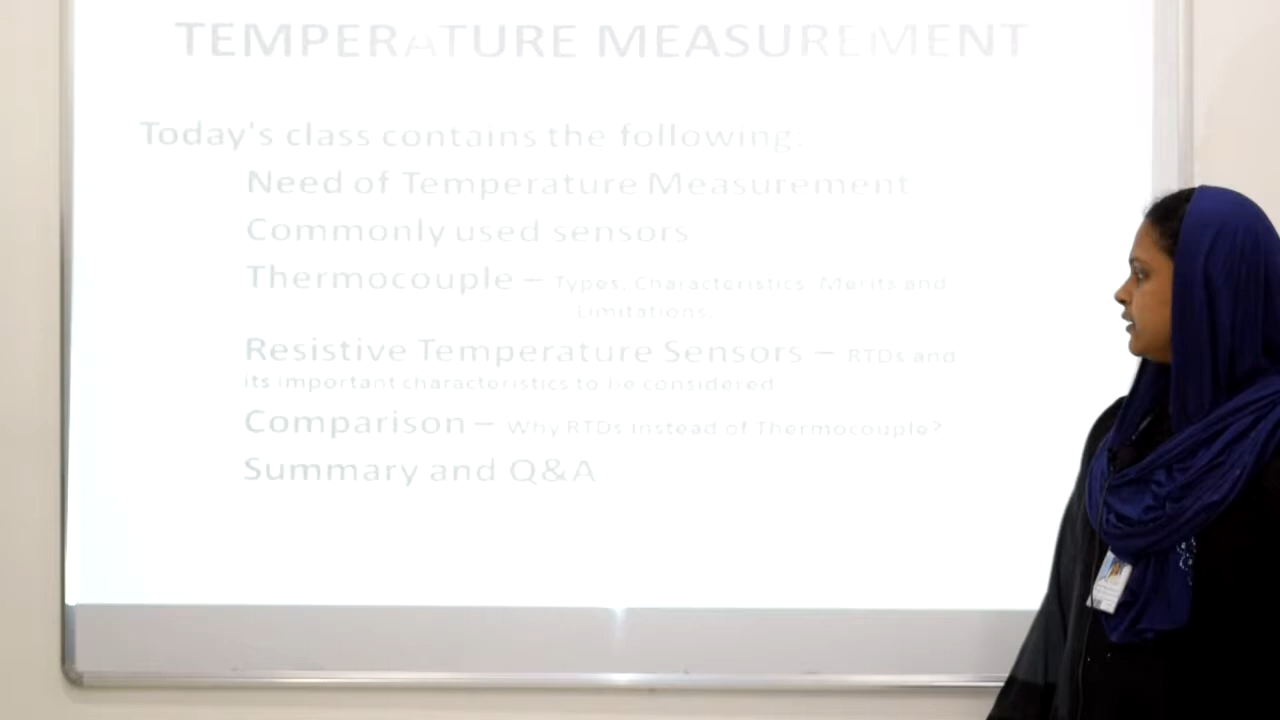 TEMPERATURE MEASUREMENT
Today's class contains the following:
Need of Temperature Measurement
Commonly used sensors
Thermocouple – Types, Characteristics, Merits and
Limitations.
Resistive Temperature Sensors – RTDs and
its important characteristics to be considered
Comparison – Why RTDs instead of Thermocouple?
Summary and Q&A